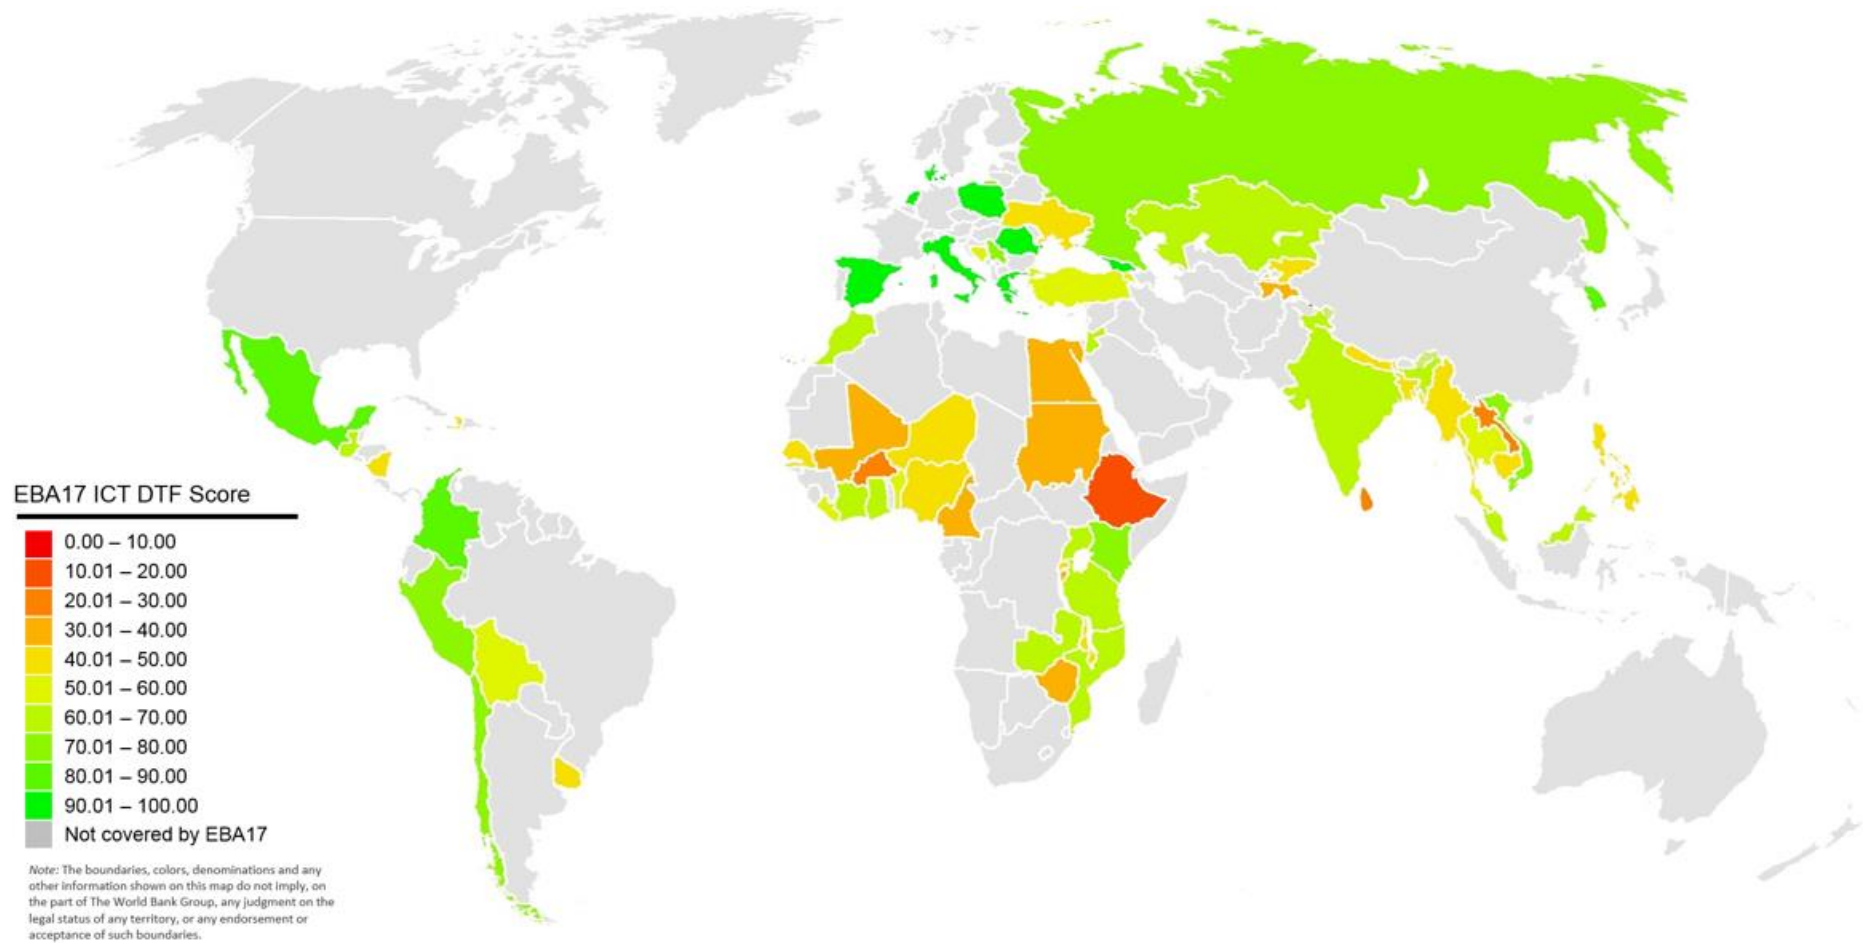 EBA17 ICT DTF Score
0.00 – 10.00
10.01 – 20.00
20.01 – 30.00
30.01 – 40.00
40.01 – 50.00
50.01 – 60.00
60.01 – 70.00
70.01 – 80.00
80.01 – 90.00
90.01 – 100.00
Not covered by EBA17
Note: The boundaries, colors, denominations and any
other information shown on this map do not imply, on
the part of The World Bank Group, any judgment on the
legal status of any territory, or any endorsement or
acceptance of such boundaries.